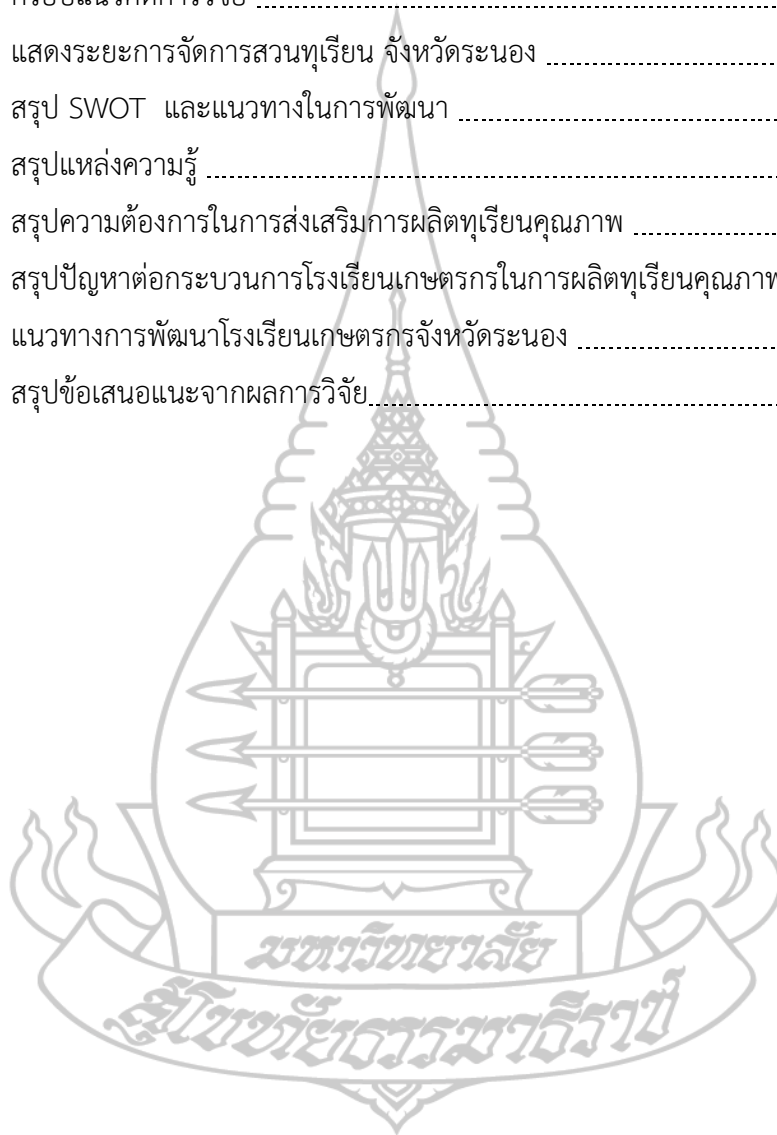 แสดงระยะการจัดการสวนทุเรียน จังหวัดระนอง
สรุป SWOT และแนวทางในการพัฒนา
สรุปแหล่งความรู้
สรุปความต้องการในการส่งเสริมการผลิตทุเรียนคุณภาพ
สรุปปัญหาต่อกระบวนการโรงเรียนเกษตรกรในการผลิตทุเรียนคุณภาพ
แนวทางการพัฒนาโรงเรียนเกษตรกรจังหวัดระนอง
สรุปข้อเสนอแนะจากผลการวิจัย
มหาวิทยาลัย
สุโขทัยธรรมาธิราช